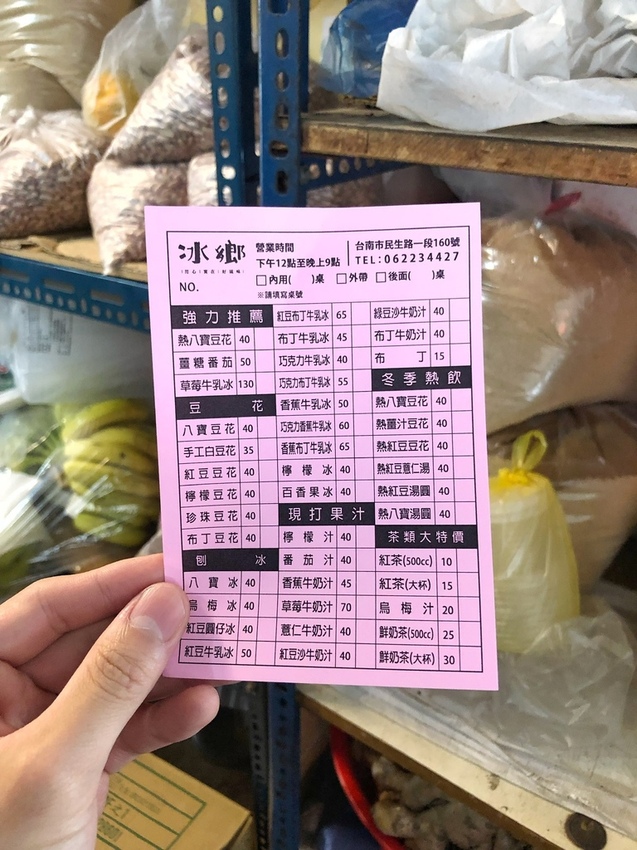 冰鄉
營業時間
下午12點至晚上9點
台南市民生路一段160號
TEL:062234427
□內用( )桌 □外帶 □後面( )桌
NO.
※請填寫桌號
強力推薦
熱八寶豆花 40
薑糖番茄 50
草莓牛乳冰 130
豆花
八寶豆花 40
手工白豆花 35
紅豆豆花 40
檸檬豆花 40
珍珠豆花 40
布丁豆花 40
刨冰
八寶冰 40
烏梅冰 40
紅豆圓仔冰 40
紅豆牛乳冰 50
紅豆布丁牛乳冰 65
布丁牛乳冰 45
巧克力牛乳冰 40
巧克力布丁牛乳冰 55
香蕉牛乳冰 50
巧克力香蕉牛乳冰 60
香蕉布丁牛乳冰 65
檸檬冰 40
百香果冰 40
現打果汁
檸檬汁 40
番茄汁 40
香蕉牛奶汁 45
草莓牛奶汁 70
薏仁牛奶汁 40
紅豆沙牛奶汁 40
綠豆沙牛奶汁 40
布丁牛奶汁 40
布丁 15
冬季熱飲
熱八寶豆花 40
熱薑汁豆花 40
熱紅豆豆花 40
熱紅豆薏仁湯 40
熱紅豆湯圓 40
熱八寶湯圓 40
茶類大特價
紅茶(500cc) 10
紅茶(大杯) 15
烏梅汁 20
鮮奶茶(500cc) 25
鮮奶茶(大杯) 30